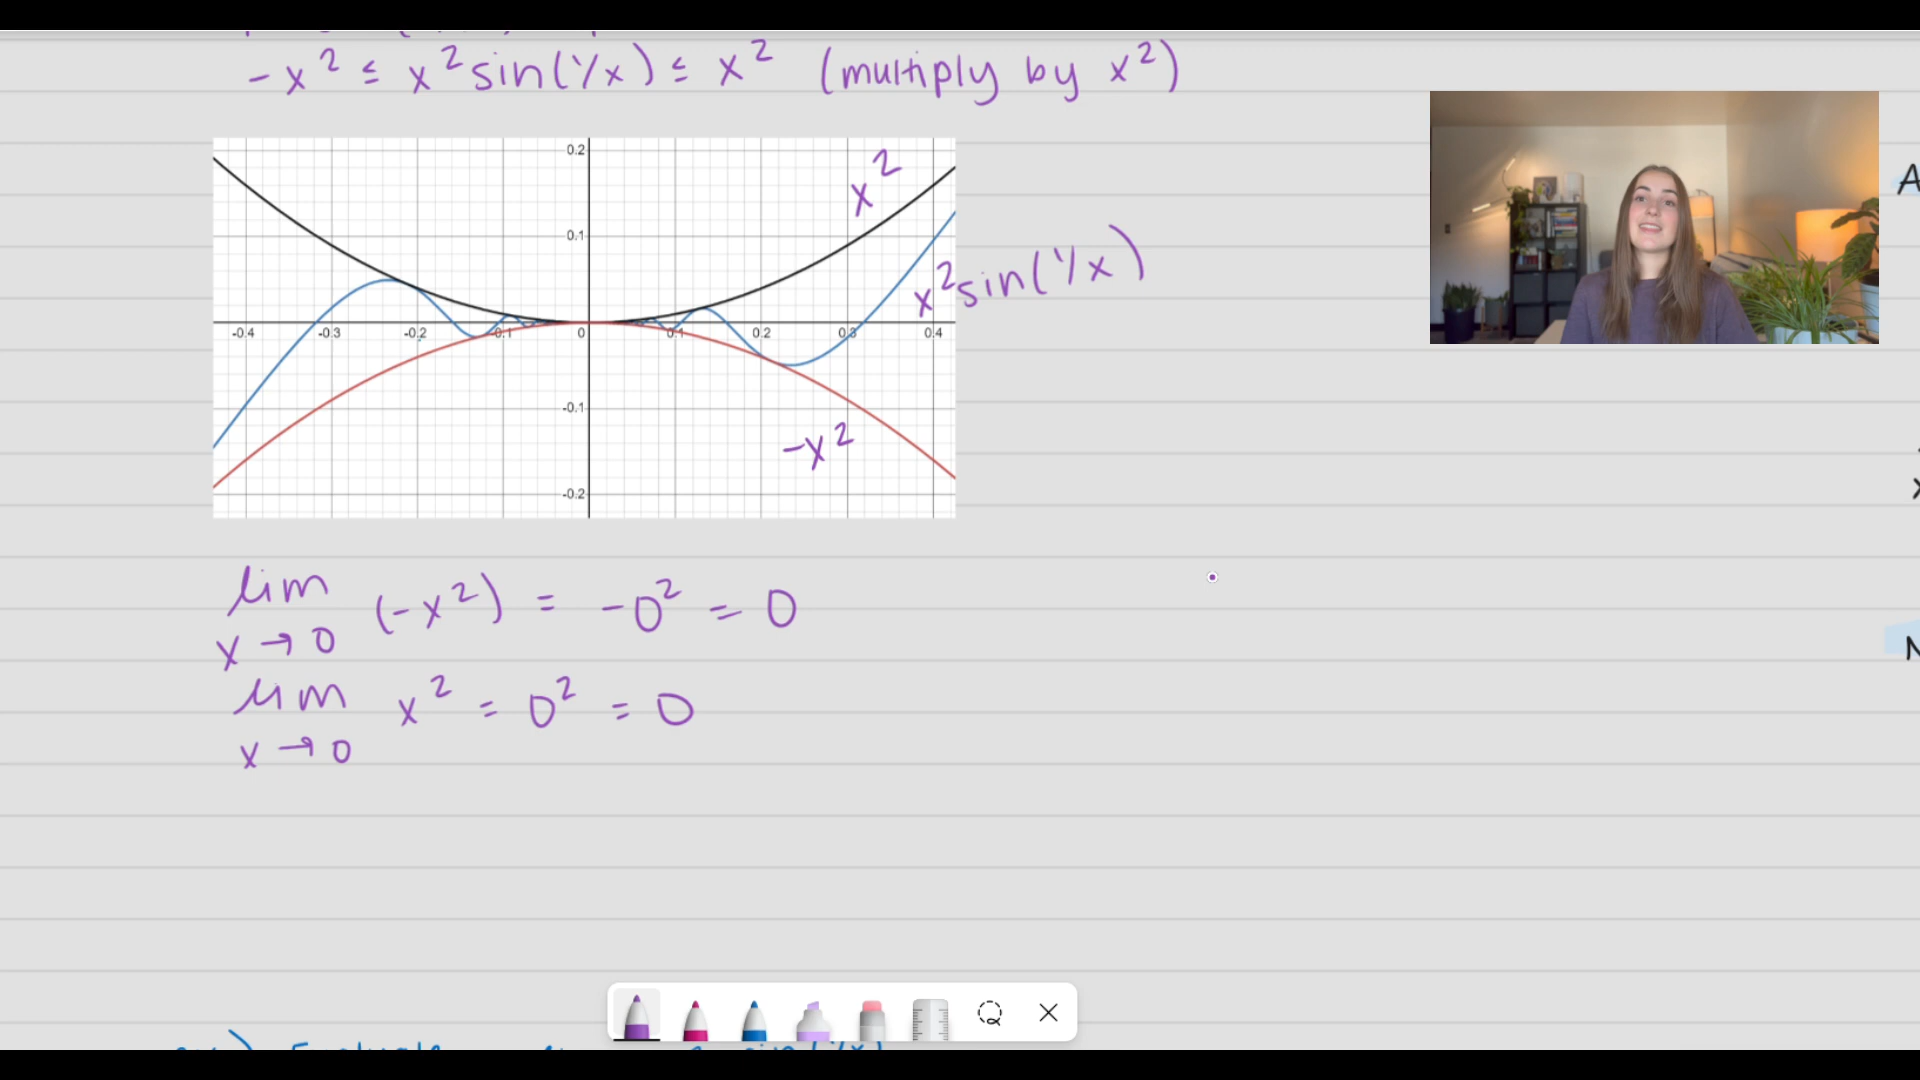 -x² ≤ x²sin(1/x) ≤ x² (multiply by x²)
0.2
x²
0.1
x²sin(1/x)
-0.4 -0.3 -0.2 -0.1 0 0.1 0.2 0.3 0.4
-0.1
-x²
-0.2
lim (-x²) = -0² = 0
x→0
lim x² = 0² = 0
x→0